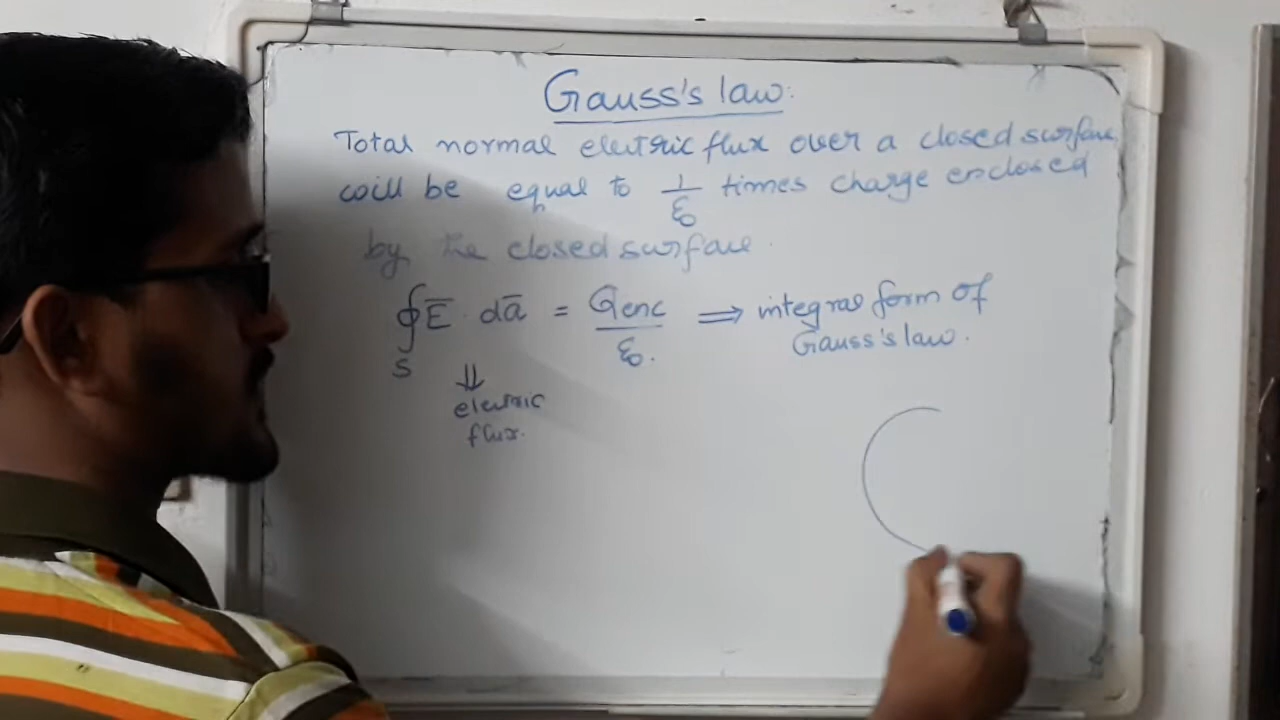 Gauss's law:
Total normal electric flux over a closed surface
will be equal to 1/ε₀ times charge enclosed
by the closed surface.
∮_S E̅ . da̅ = Qenc/ε₀. ⟹ integral form of
Gauss's law.
⇓
electric
flux.